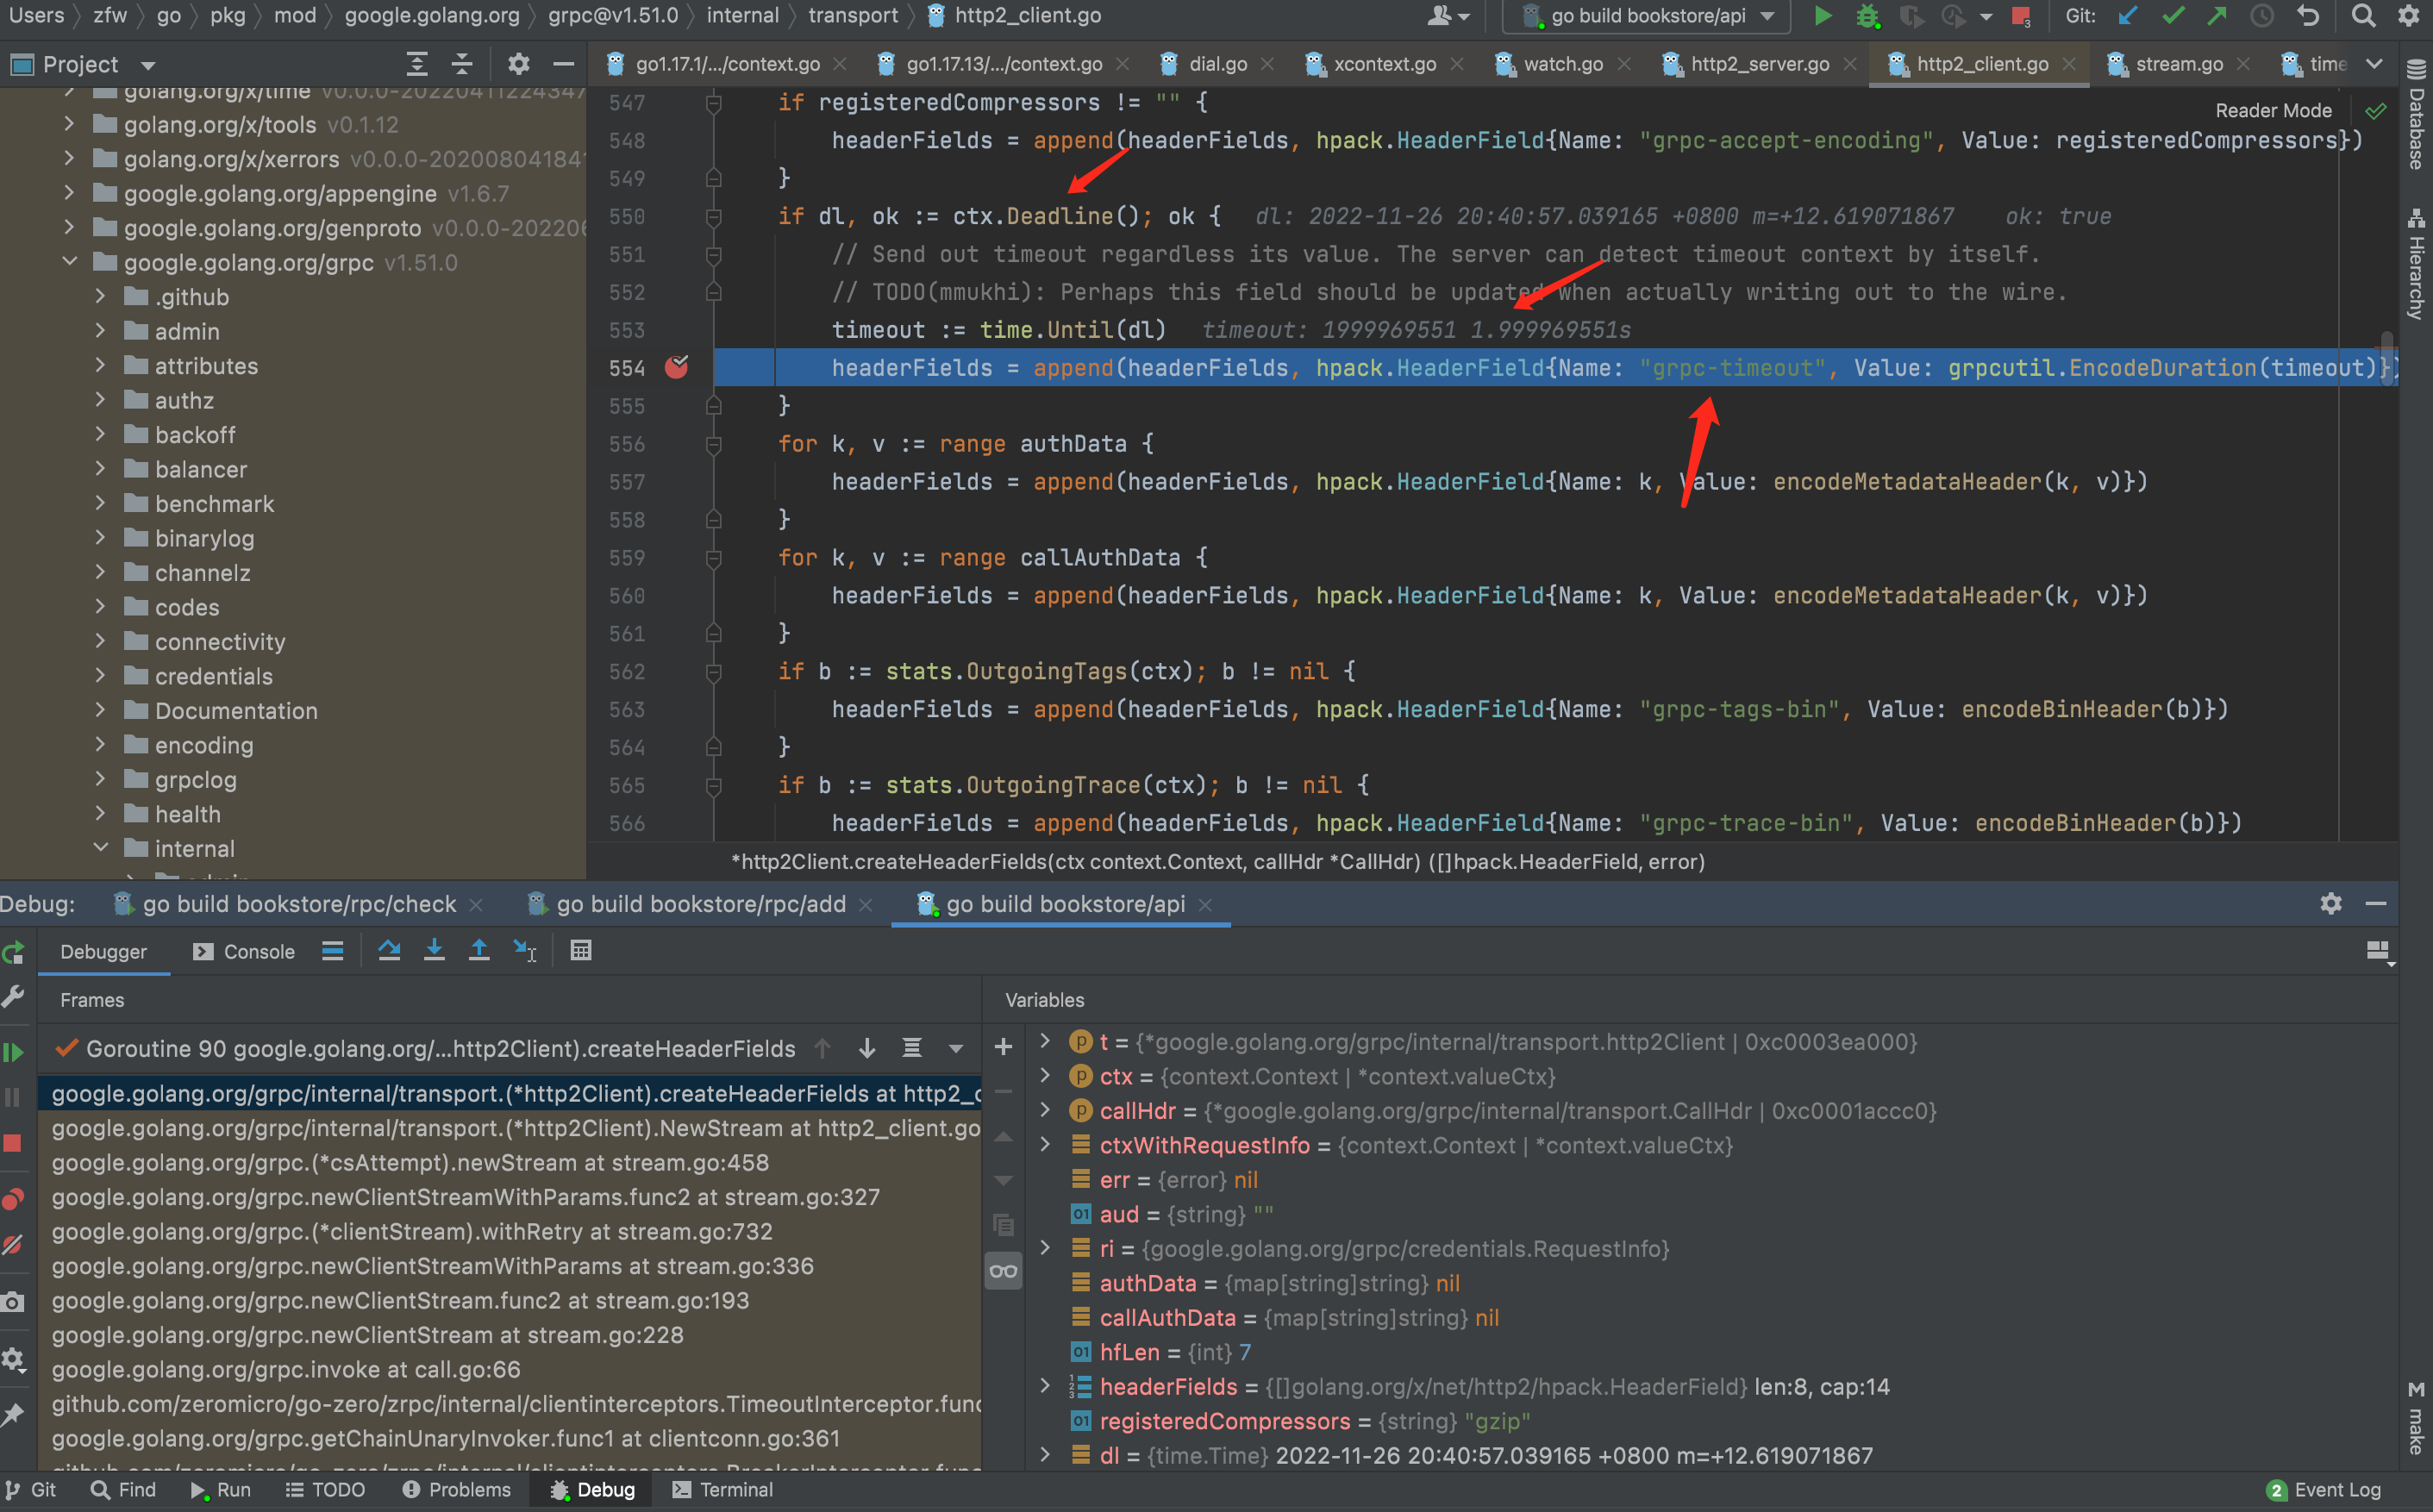 Users zfw go pkg mod google.golang.org grpc@v1.51.0 internal transport http2_client.go
go build bookstore/api
3
Git:
Project
go1.17.1/.../context.go
go1.17.13/.../context.go
dial.go
xcontext.go
watch.go
http2_server.go
http2_client.go
stream.go
time
golang.org/x/time v0.0.0-20220411224347
golang.org/x/tools v0.1.12
golang.org/x/xerrors v0.0.0-2020080418
google.golang.org/appengine v1.6.7
google.golang.org/genproto v0.0.0-202206
google.golang.org/grpc v1.51.0
.github
admin
attributes
authz
backoff
balancer
benchmark
binarylog
channelz
codes
connectivity
credentials
Documentation
encoding
grpclog
health
internal
Reader Mode
547 if registeredCompressors != "" {
548 headerFields = append(headerFields, hpack.HeaderField{Name: "grpc-accept-encoding", Value: registeredCompressors})
549 }
550 if dl, ok := ctx.Deadline(); ok { dl: 2022-11-26 20:40:57.039165 +0800 m=+12.619071867 ok: true
551 // Send out timeout regardless its value. The server can detect timeout context by itself.
552 // TODO(mmukhi): Perhaps this field should be updated when actually writing out to the wire.
553 timeout := time.Until(dl) timeout: 1999969551 1.999969551s
554 headerFields = append(headerFields, hpack.HeaderField{Name: "grpc-timeout", Value: grpcutil.EncodeDuration(timeout)})
555 }
556 for k, v := range authData {
557 headerFields = append(headerFields, hpack.HeaderField{Name: k, Value: encodeMetadataHeader(k, v)})
558 }
559 for k, v := range callAuthData {
560 headerFields = append(headerFields, hpack.HeaderField{Name: k, Value: encodeMetadataHeader(k, v)})
561 }
562 if b := stats.OutgoingTags(ctx); b != nil {
563 headerFields = append(headerFields, hpack.HeaderField{Name: "grpc-tags-bin", Value: encodeBinHeader(b)})
564 }
565 if b := stats.OutgoingTrace(ctx); b != nil {
566 headerFields = append(headerFields, hpack.HeaderField{Name: "grpc-trace-bin", Value: encodeBinHeader(b)})
*http2Client.createHeaderFields(ctx context.Context, callHdr *CallHdr) ([]hpack.HeaderField, error)
Database
Hierarchy
make
Debug:
go build bookstore/rpc/check
go build bookstore/rpc/add
go build bookstore/api
Debugger
Console
Frames
Goroutine 90 google.golang.org/...http2Client).createHeaderFields
google.golang.org/grpc/internal/transport.(*http2Client).createHeaderFields at http2_c
google.golang.org/grpc/internal/transport.(*http2Client).NewStream at http2_client.go
google.golang.org/grpc.(*csAttempt).newStream at stream.go:458
google.golang.org/grpc.newClientStreamWithParams.func2 at stream.go:327
google.golang.org/grpc.(*clientStream).withRetry at stream.go:732
google.golang.org/grpc.newClientStreamWithParams at stream.go:336
google.golang.org/grpc.newClientStream.func2 at stream.go:193
google.golang.org/grpc.newClientStream at stream.go:228
google.golang.org/grpc.invoke at call.go:66
github.com/zeromicro/go-zero/zrpc/internal/clientinterceptors.TimeoutInterceptor.func
google.golang.org/grpc.getChainUnaryInvoker.func1 at clientconn.go:361
github.com/zeromicro/go-zero/zrpc/internal/clientinterceptors.BreakerInterceptor.func
Variables
t = {*google.golang.org/grpc/internal/transport.http2Client | 0xc0003ea000}
ctx = {context.Context | *context.valueCtx}
callHdr = {*google.golang.org/grpc/internal/transport.CallHdr | 0xc0001accc0}
ctxWithRequestInfo = {context.Context | *context.valueCtx}
err = {error} nil
aud = {string} ""
ri = {google.golang.org/grpc/credentials.RequestInfo}
authData = {map[string]string} nil
callAuthData = {map[string]string} nil
hfLen = {int} 7
headerFields = {[]golang.org/x/net/http2/hpack.HeaderField} len:8, cap:14
registeredCompressors = {string} "gzip"
dl = {time.Time} 2022-11-26 20:40:57.039165 +0800 m=+12.619071867
Git
Find
Run
TODO
Problems
Debug
Terminal
2 Event Log